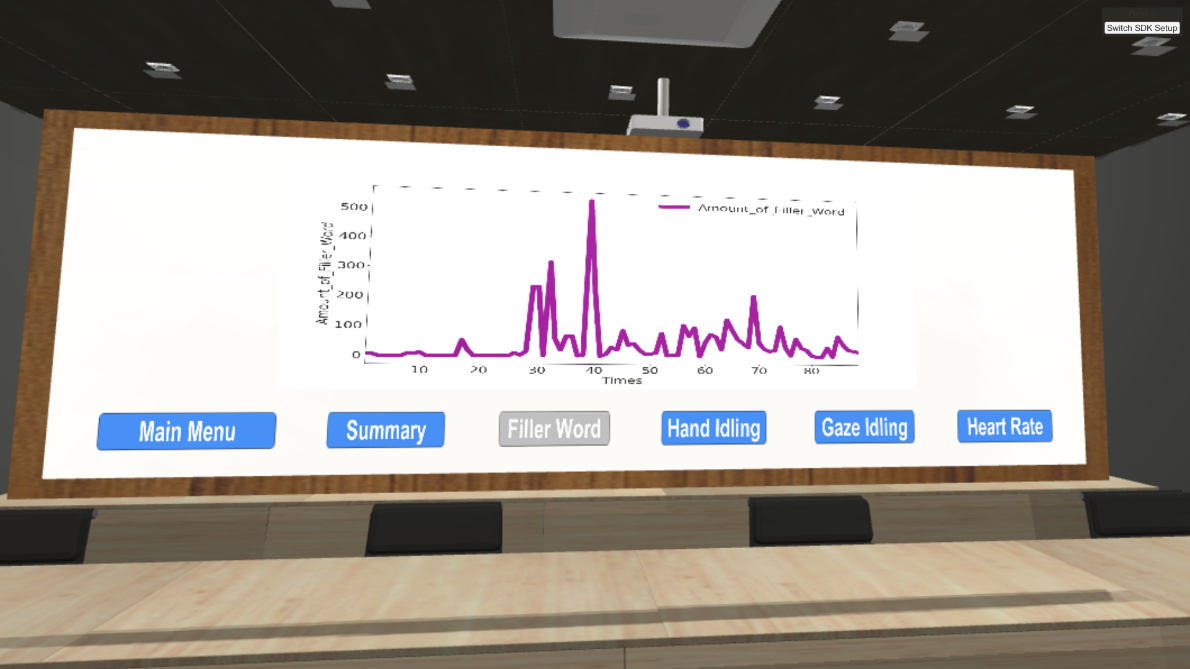 Switch SDK Setup
Amount_of_Filler_Word
Amount_of_Filler_Word
500
400
300
200
100
0
10 20 30 40 50 60 70 80
Times
Main Menu Summary Filler Word Hand Idling Gaze Idling Heart Rate